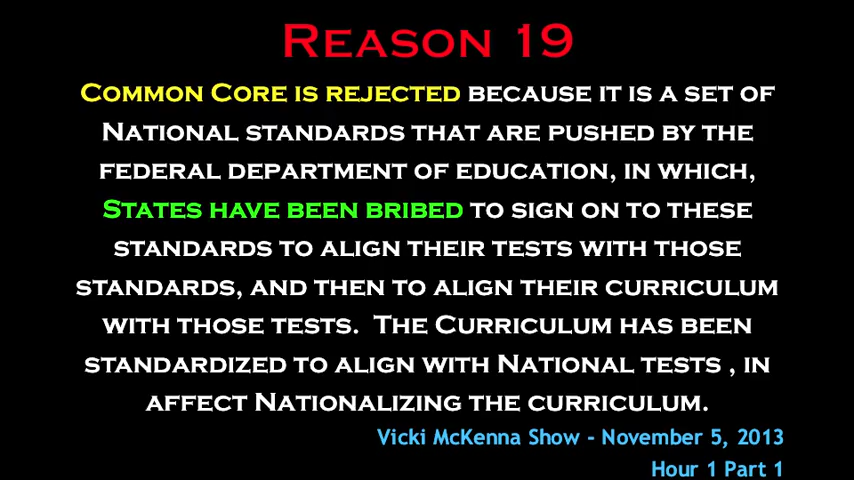 Reason 19
Common Core is rejected because it is a set of
National standards that are pushed by the
federal department of education, in which,
States have been bribed to sign on to these
standards to align their tests with those
standards, and then to align their curriculum
with those tests. The Curriculum has been
standardized to align with National tests , in
affect Nationalizing the curriculum.
Vicki McKenna Show - November 5, 2013
Hour 1 Part 1